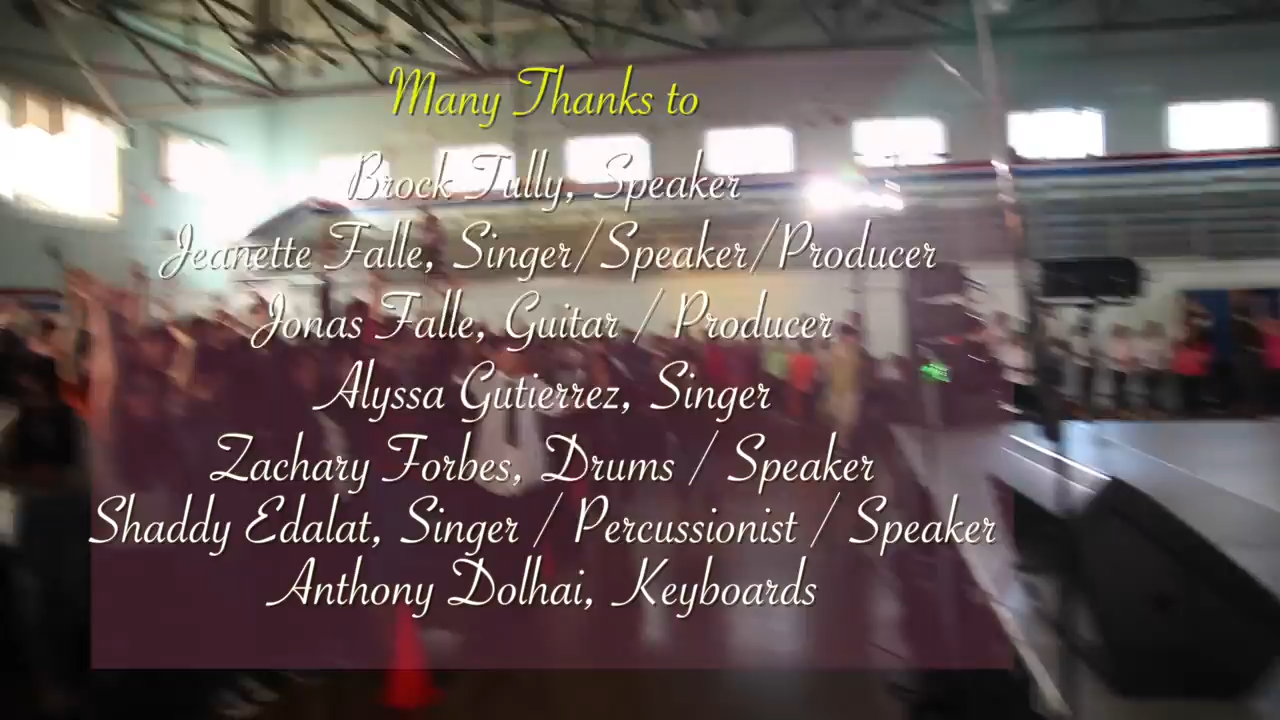 Many Thanks to
Brock Tully, Speaker
Jeanette Falle, Singer/Speaker/Producer
Jonas Falle, Guitar / Producer
Alyssa Gutierrez, Singer
Zachary Forbes, Drums / Speaker
Shaddy Edalat, Singer / Percussionist / Speaker
Anthony Dolhai, Keyboards